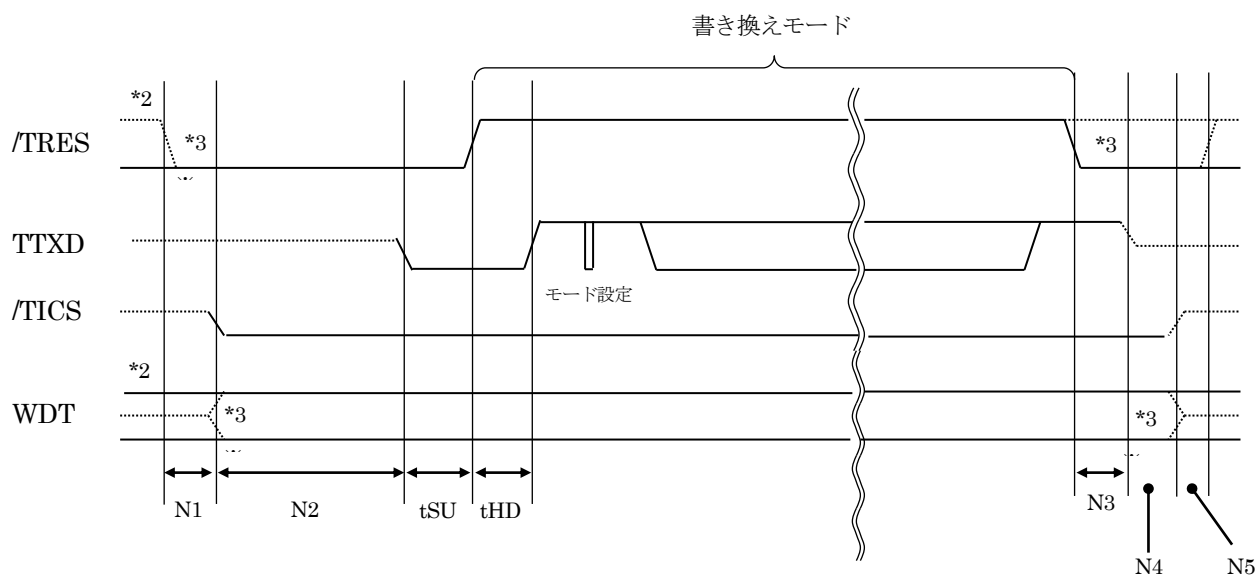 書き換えモード
*2
*3
*3
/TRES
TTXD
モード設定
/TICS
*2
WDT
*3
*3
N1
N2
tSU
tHD
N3
N4
N5